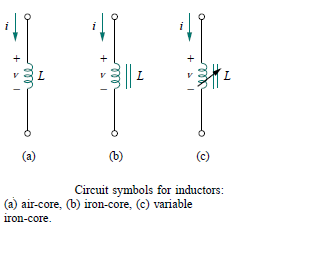 i i i
+ + +
v L v L v L
− − −
(a) (b) (c)
Circuit symbols for inductors:
(a) air-core, (b) iron-core, (c) variable
iron-core.